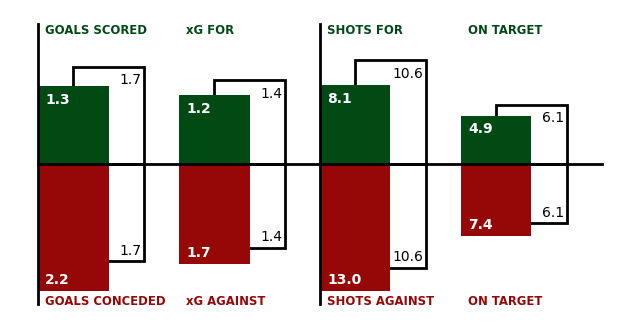 GOALS SCORED xG FOR SHOTS FOR ON TARGET
1.7 1.4 10.6 6.1
1.3 1.2 8.1 4.9
1.7 1.4 10.6 6.1
2.2 1.7 13.0 7.4
GOALS CONCEDED xG AGAINST SHOTS AGAINST ON TARGET